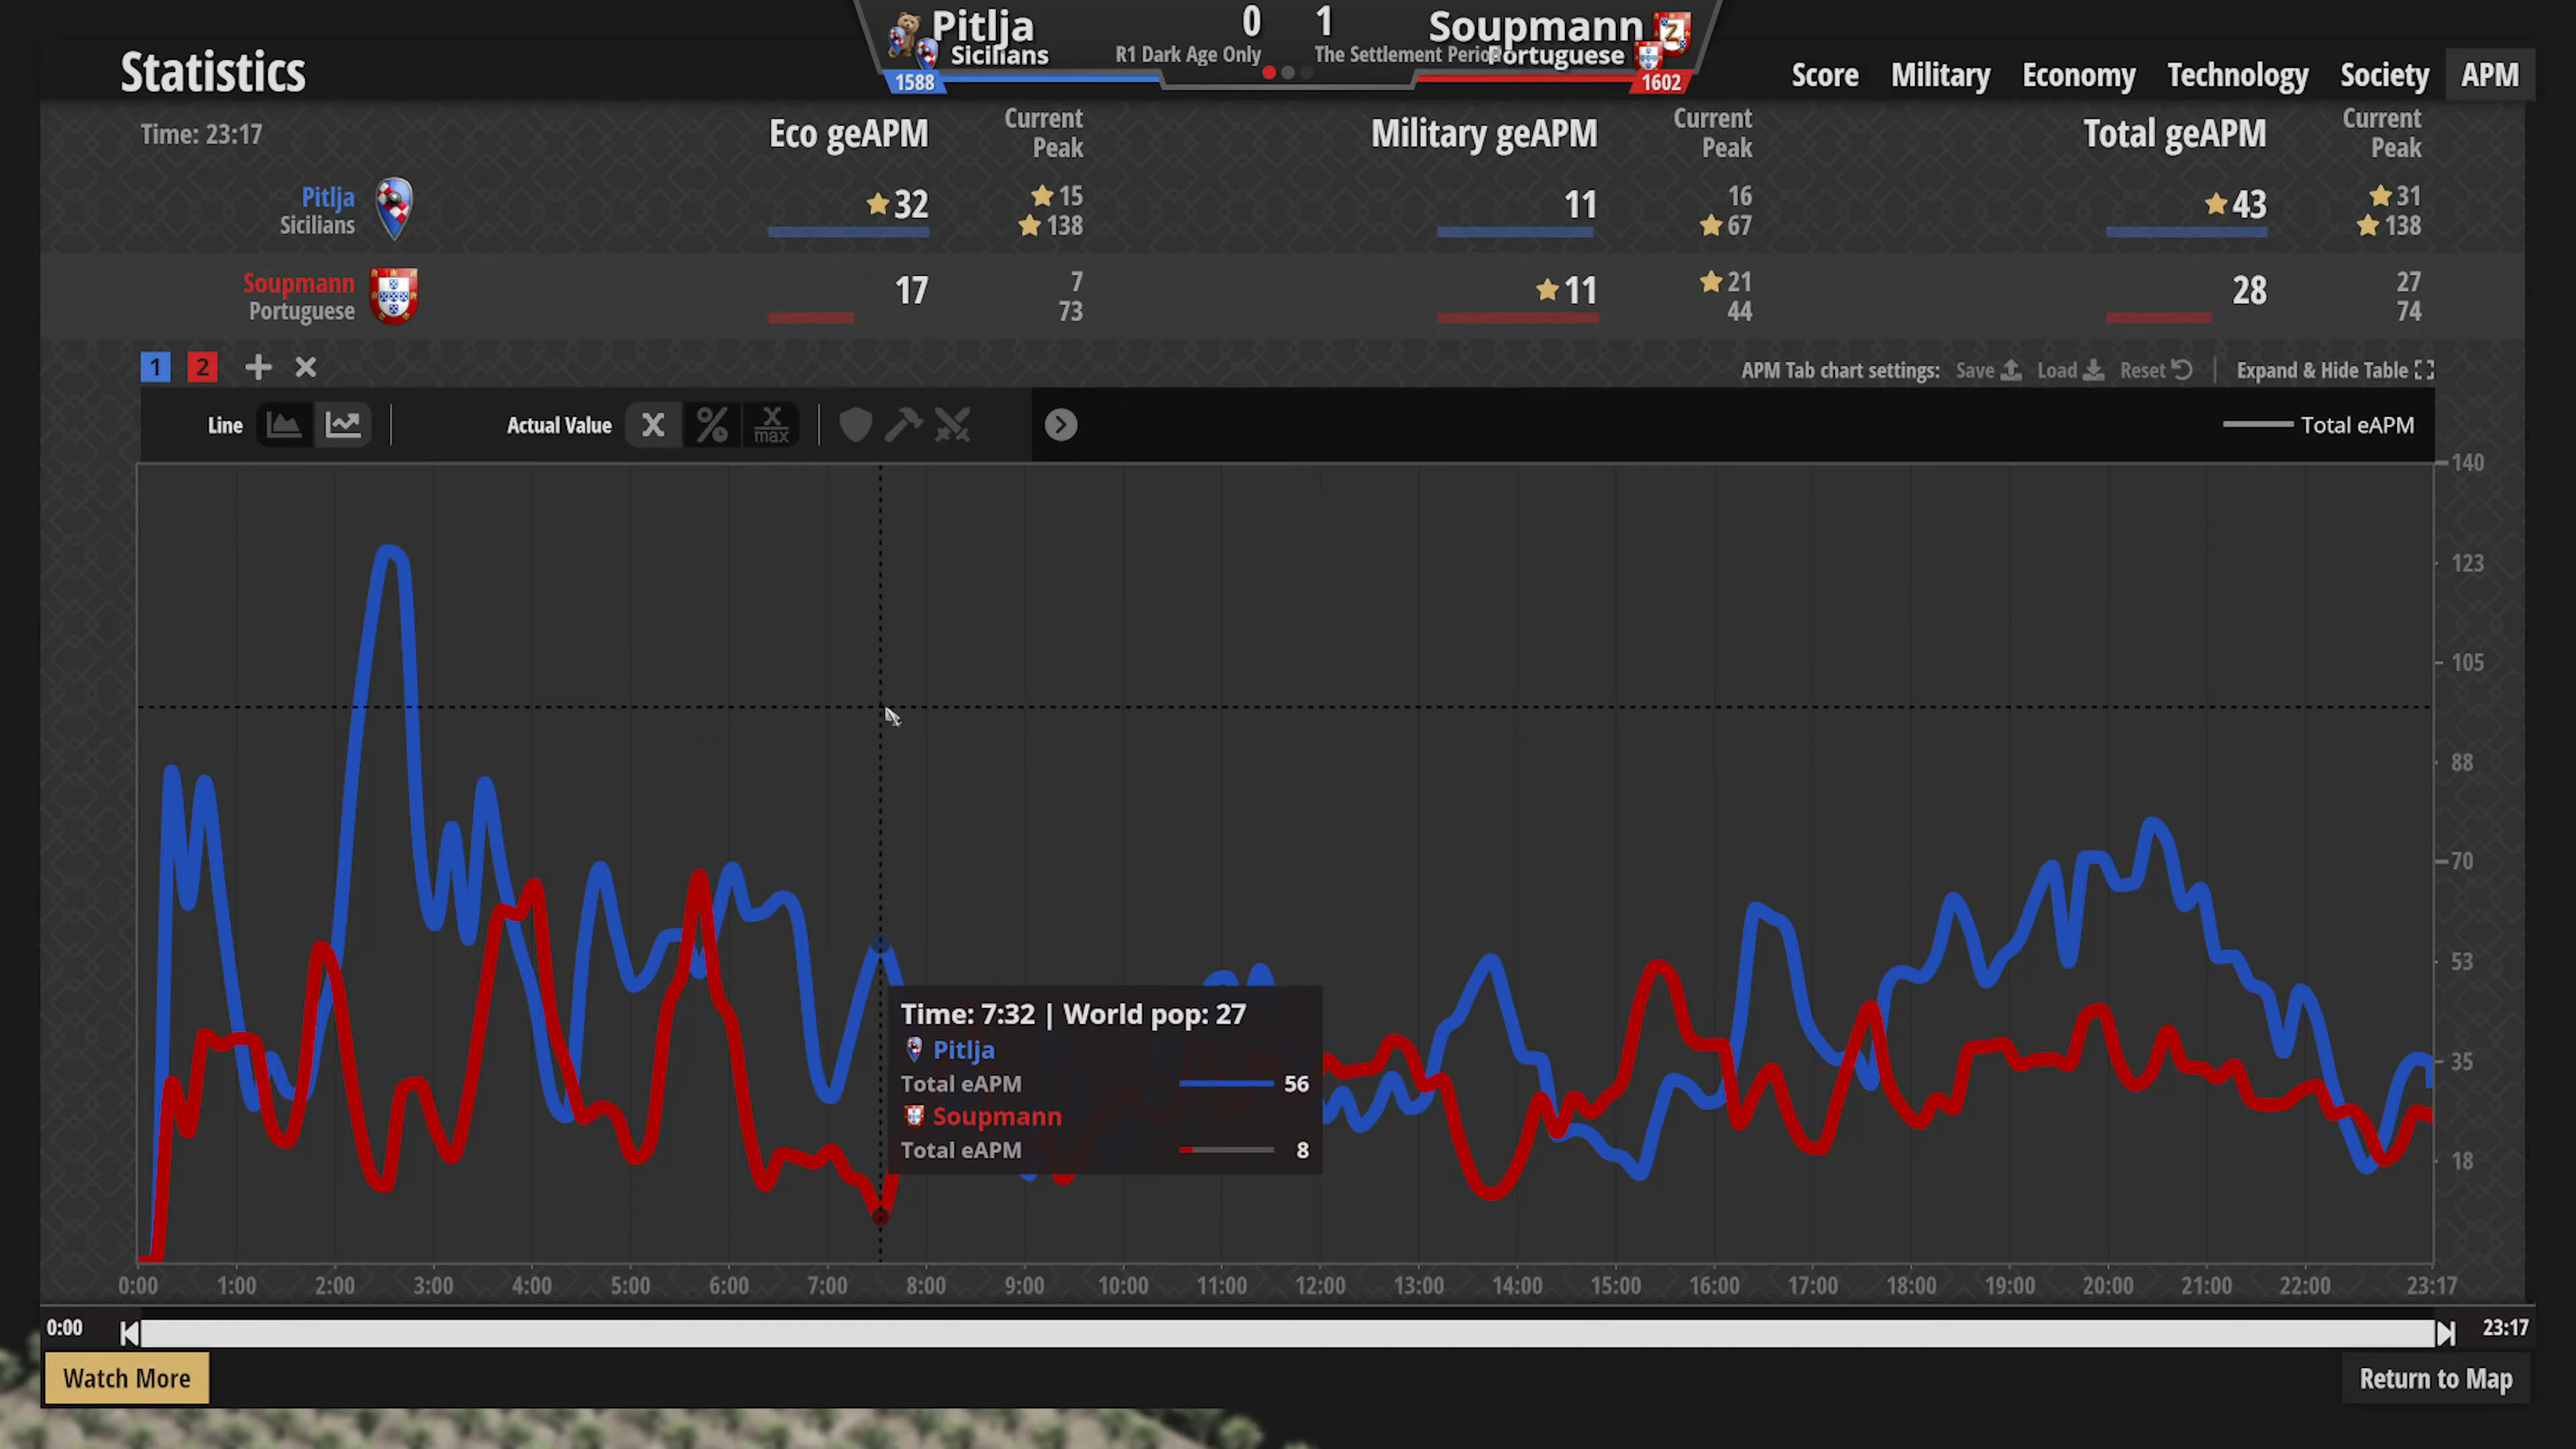 Pitlja 0 1 Soupmann
Sicilians R1 Dark Age Only The Settlement Period Portuguese
1588 1602
Statistics
Score Military Economy Technology Society APM
Time: 23:17
Eco geAPM Current Peak Military geAPM Current Peak Total geAPM Current Peak
Pitlja Sicilians 32 15 138 11 16 67 43 31 138
Soupmann Portuguese 17 7 73 11 21 44 28 27 74
1 2
APM Tab chart settings: Save Load Reset | Expand & Hide Table
Line Actual Value X % X max Total eAPM
140
123
105
88
70
53
35
18
Time: 7:32 | World pop: 27
Pitlja
Total eAPM 56
Soupmann
Total eAPM 8
0:00 1:00 2:00 3:00 4:00 5:00 6:00 7:00 8:00 9:00 10:00 11:00 12:00 13:00 14:00 15:00 16:00 17:00 18:00 19:00 20:00 21:00 22:00 23:17
0:00 23:17
Watch More Return to Map